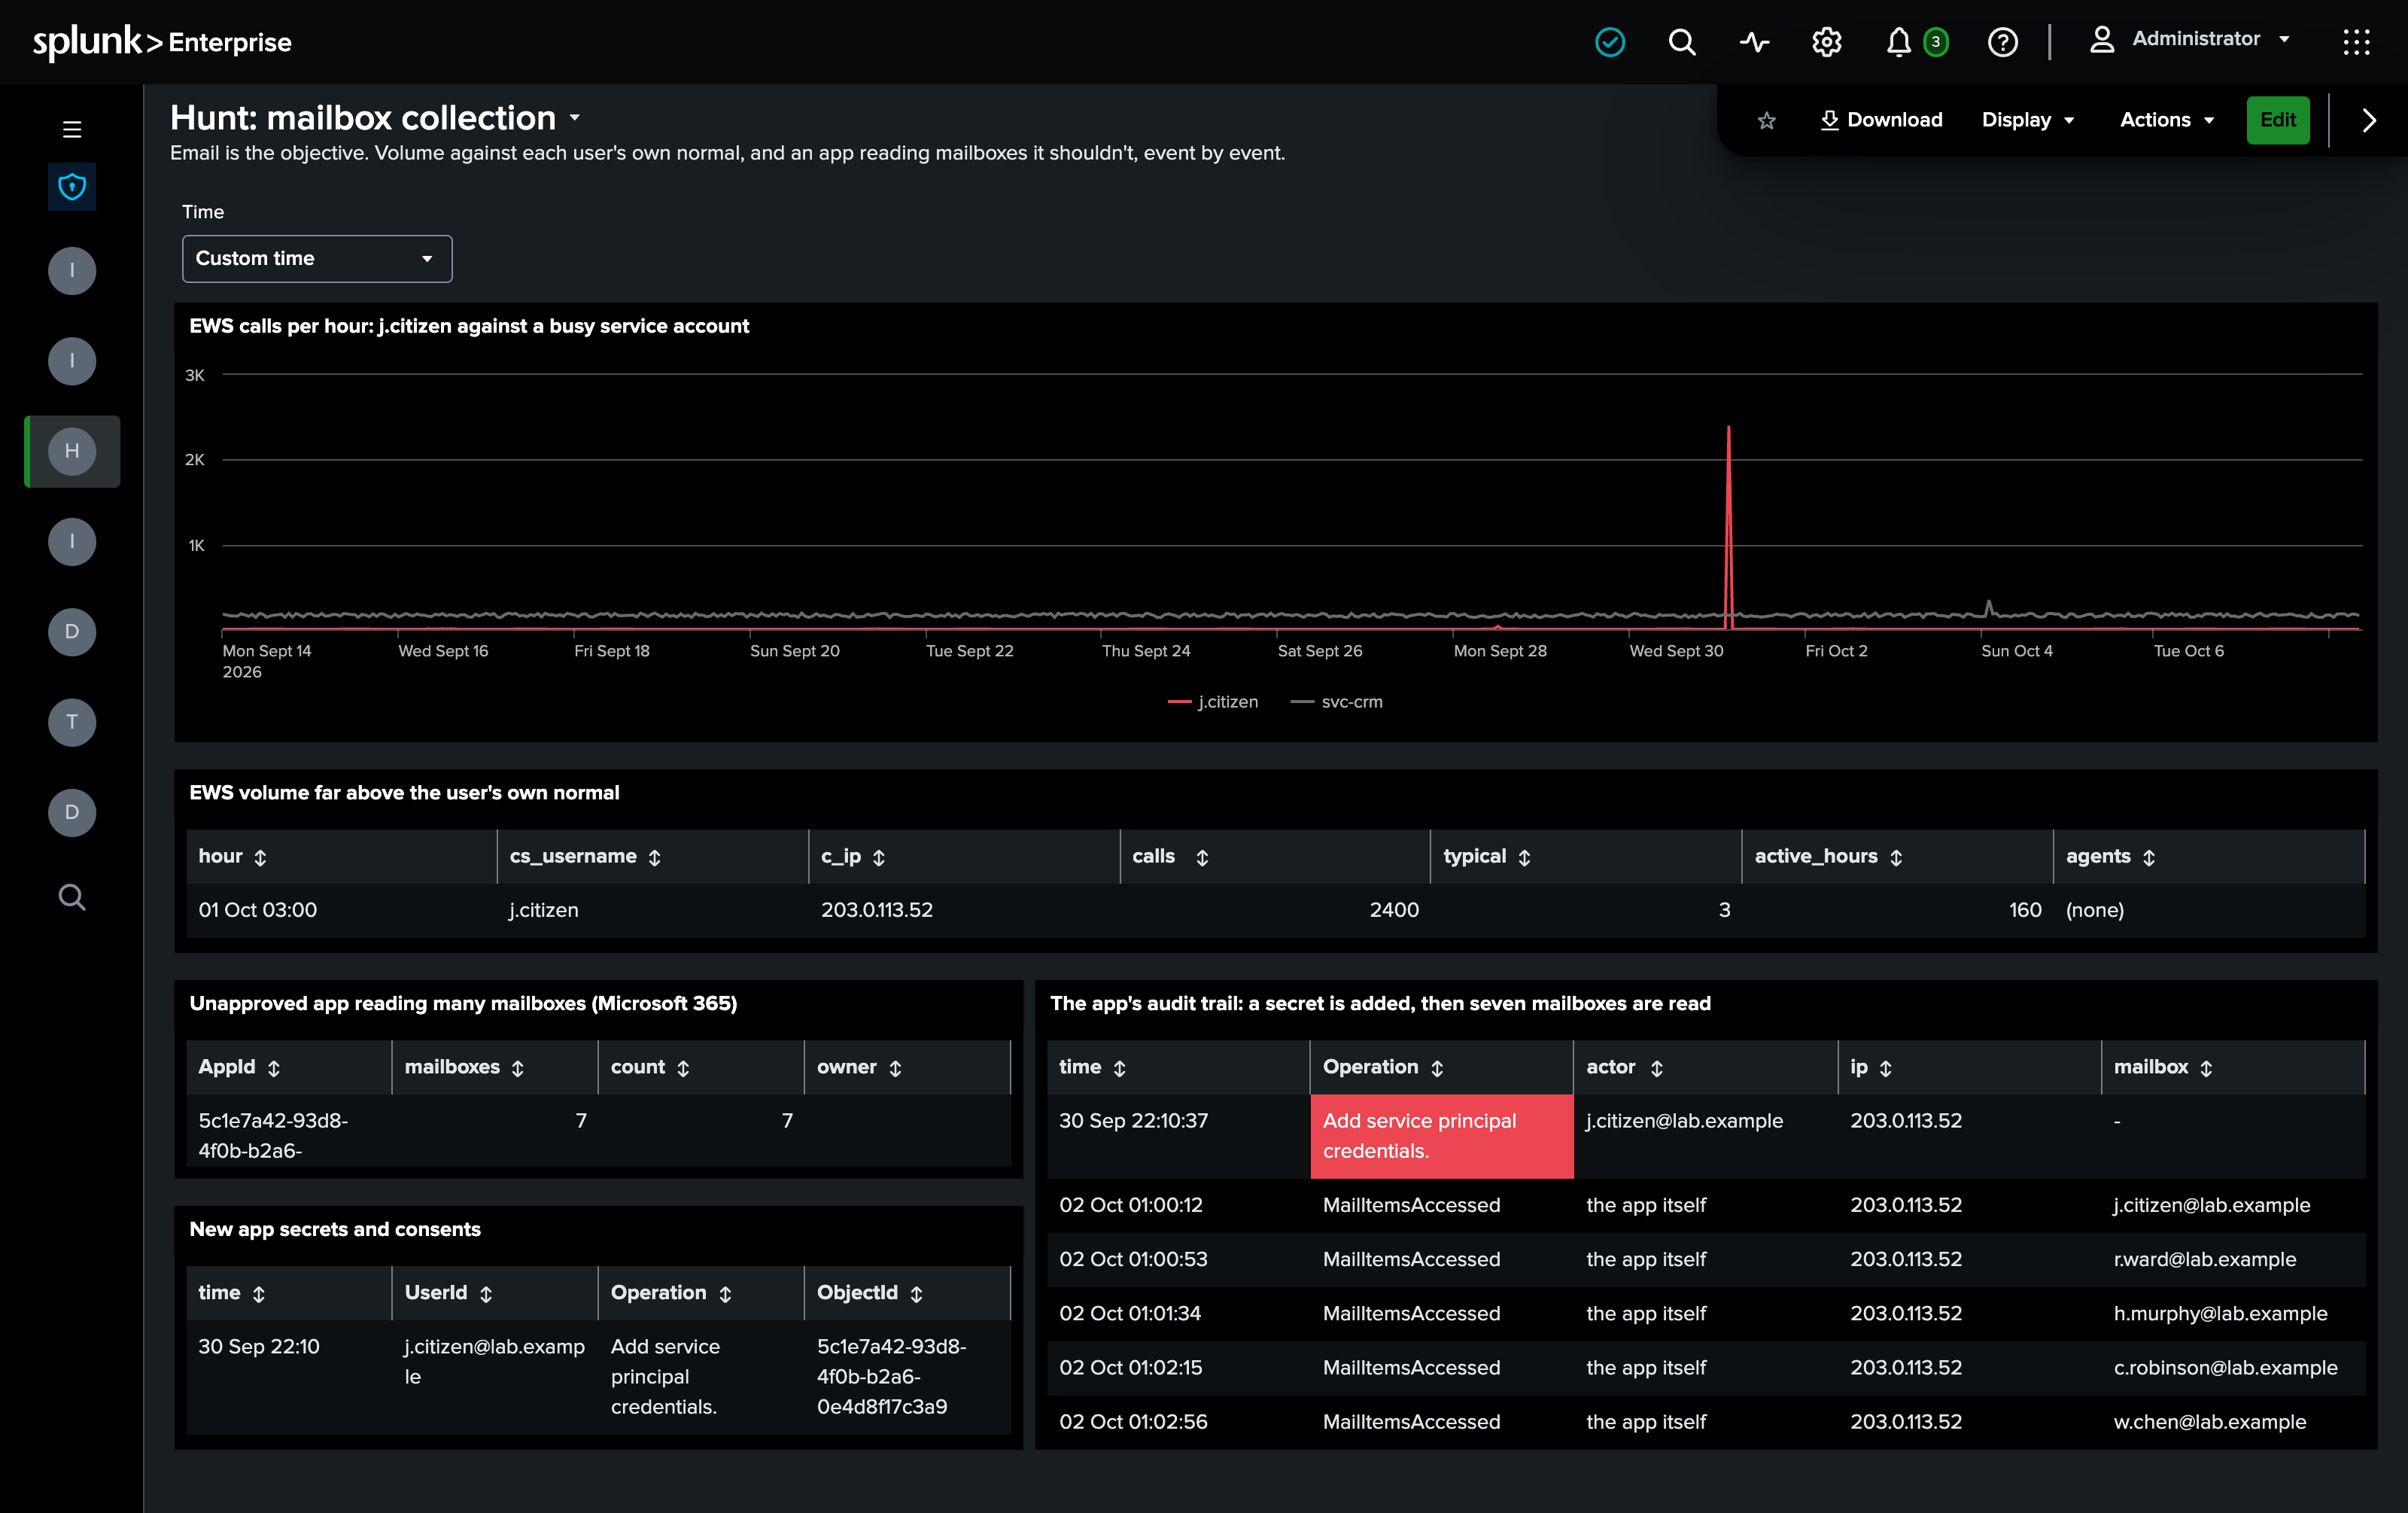 splunk> Enterprise
3
Administrator
Hunt: mailbox collection
Email is the objective. Volume against each user's own normal, and an app reading mailboxes it shouldn't, event by event.
Download
Display
Actions
Edit
I
I
H
I
D
T
D
Time
Custom time
EWS calls per hour: j.citizen against a busy service account
3K
2K
1K
Mon Sept 14 Wed Sept 16 Fri Sept 18 Sun Sept 20 Tue Sept 22 Thu Sept 24 Sat Sept 26 Mon Sept 28 Wed Sept 30 Fri Oct 2 Sun Oct 4 Tue Oct 6
2026
j.citizen svc-crm
EWS volume far above the user's own normal
hour cs_username c_ip calls typical active_hours agents
01 Oct 03:00 j.citizen 203.0.113.52 2400 3 160 (none)
Unapproved app reading many mailboxes (Microsoft 365)
AppId mailboxes count owner
5c1e7a42-93d8- 7 7
4f0b-b2a6-
New app secrets and consents
time UserId Operation ObjectId
30 Sep 22:10 j.citizen@lab.examp Add service 5c1e7a42-93d8-
le principal 4f0b-b2a6-
credentials. 0e4d8f17c3a9
The app's audit trail: a secret is added, then seven mailboxes are read
time Operation actor ip mailbox
30 Sep 22:10:37 Add service principal j.citizen@lab.example 203.0.113.52 -
credentials.
02 Oct 01:00:12 MailItemsAccessed the app itself 203.0.113.52 j.citizen@lab.example
02 Oct 01:00:53 MailItemsAccessed the app itself 203.0.113.52 r.ward@lab.example
02 Oct 01:01:34 MailItemsAccessed the app itself 203.0.113.52 h.murphy@lab.example
02 Oct 01:02:15 MailItemsAccessed the app itself 203.0.113.52 c.robinson@lab.example
02 Oct 01:02:56 MailItemsAccessed the app itself 203.0.113.52 w.chen@lab.example